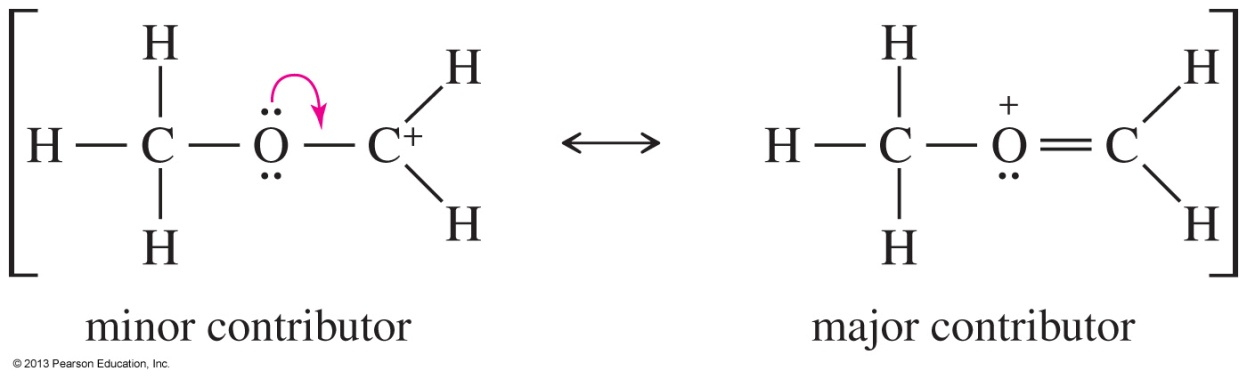 H H
H — C — O — C+ H
H H
H + H
H — C — O = C
H H
minor contributor major contributor
© 2013 Pearson Education, Inc.